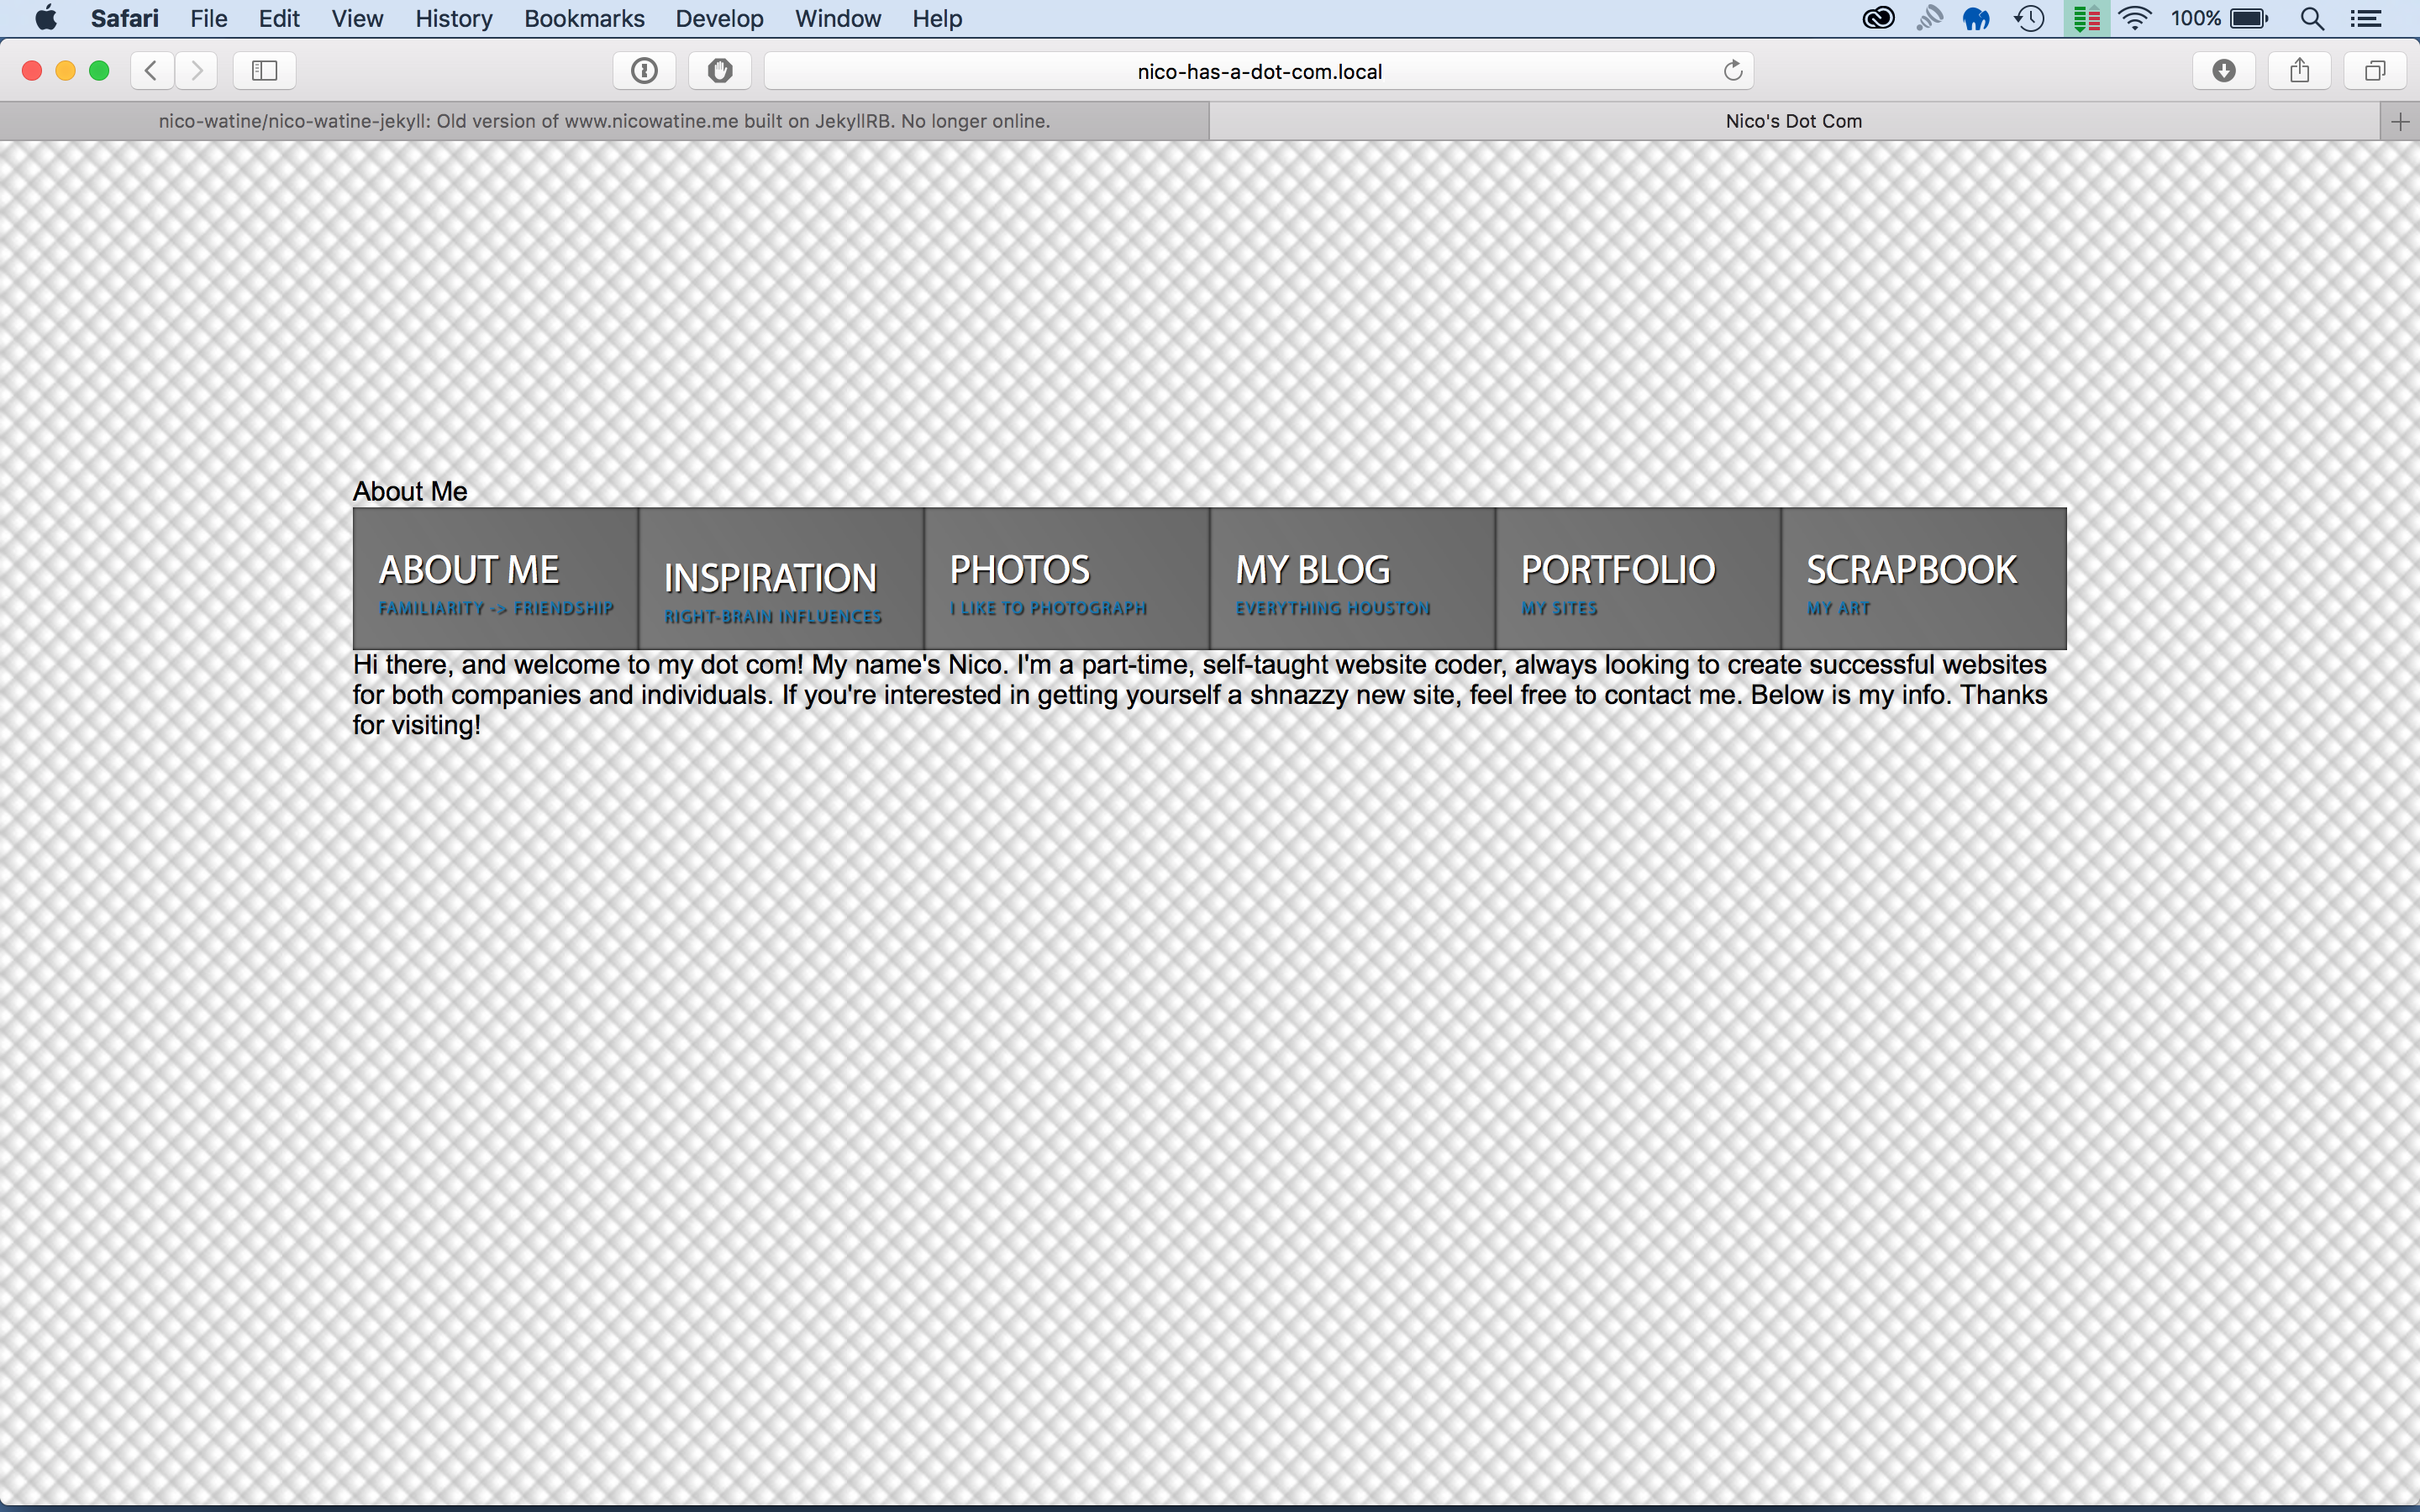 Safari File Edit View History Bookmarks Develop Window Help 100%
nico-has-a-dot-com.local
nico-watine/nico-watine-jekyll: Old version of www.nicowatine.me built on JekyllRB. No longer online. Nico's Dot Com
About Me
ABOUT ME INSPIRATION PHOTOS MY BLOG PORTFOLIO SCRAPBOOK
FAMILIARITY -> FRIENDSHIP RIGHT-BRAIN INFLUENCES I LIKE TO PHOTOGRAPH EVERYTHING HOUSTON MY SITES MY ART
Hi there, and welcome to my dot com! My name's Nico. I'm a part-time, self-taught website coder, always looking to create successful websites
for both companies and individuals. If you're interested in getting yourself a shnazzy new site, feel free to contact me. Below is my info. Thanks
for visiting!